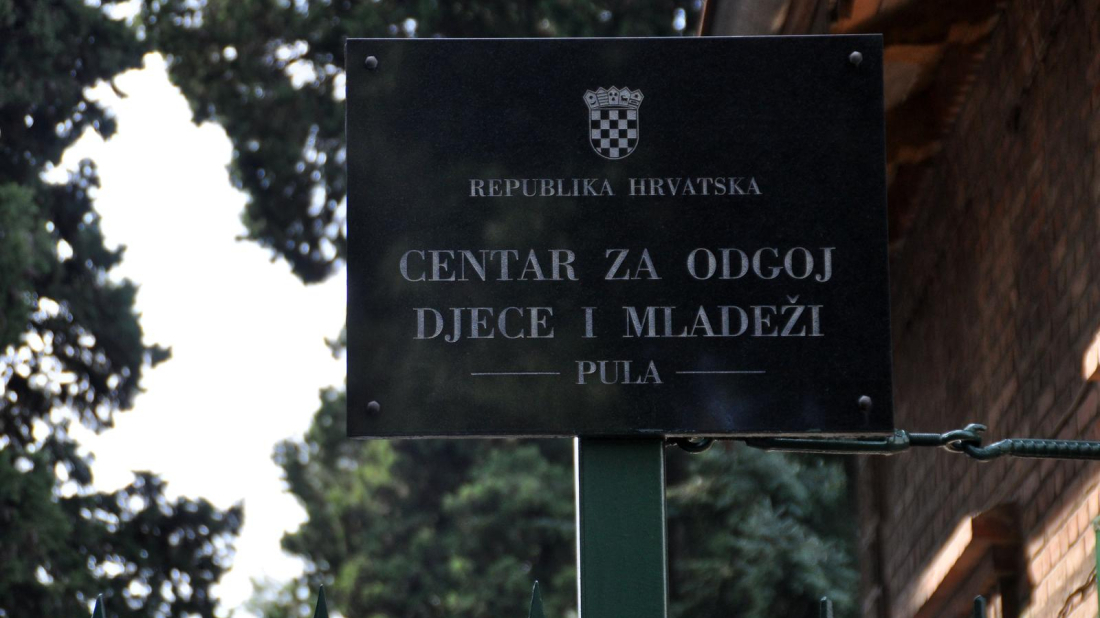 REPUBLIKA HRVATSKA
CENTAR ZA ODGOJ
DJECE I MLADEŽI
PULA